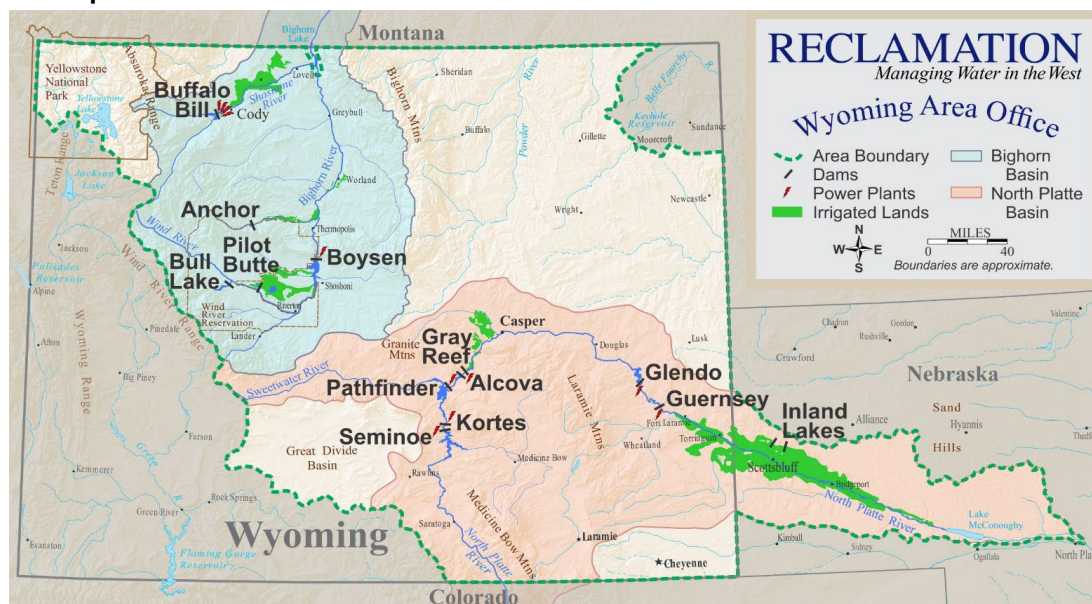 Montana
RECLAMATION
Managing Water in the West
Wyoming Area Office
Area Boundary
Dams
Power Plants
Irrigated Lands
Bighorn
Basin
North Platte
Basin
N
W
E
S
MILES
0
40
Boundaries are approximate.
Bighorn
Lake
Yellowstone
National
Park
Absaroka Range
Yellowstone
Lake
Buffalo
Bill
Cody
Shoshone
River
Lovell
Greybull
Bighorn
Mtns
Sheridan
Buffalo
Powder
River
Gillette
Belle Fourche
R
Keyhole
Reservoir
Moorcroft
Sundance
Teton Range
Jackson
Lake
Bighorn River
Worland
Anchor
Thermopolis
Wright
Newcastle
Wind River
Pilot
Butte
Boysen
Bull
Lake
Shoshoni
Riverton
Wind
River
Reservation
Lander
Jackson
Palisades
Reservoir
Alpine
Wind River Range
Afton
Wyoming Range
Pinedale
Big Piney
Granite
Mtns
Gray
Reef
Casper
Douglas
Lusk
Sweetwater River
Pathfinder
Alcova
Glendo
Guernsey
Fort Laramie
Kortes
Seminoe
Laramie Mtns
Wheatland
Torrington
Inland
Lakes
Scottsbluff
Bridgeport
North Platte River
Lake
McConoughy
Chadron
Gordon
Rushville
Crawford
Valentine
Nebraska
Alliance
Sand
Hills
Hyannis
Thedf
Great Divide
Basin
Farson
Green
R
Kemmerer
Rock Springs
Green River
Evanston
Flaming Gorge
Reservoir
Wyoming
Rawlins
Medicine Bow
Saratoga
Medicine Bow Mtns
North Platte
River
Laramie
Cheyenne
Kimball
Sidney
Ogallala
North Pla
Colorado